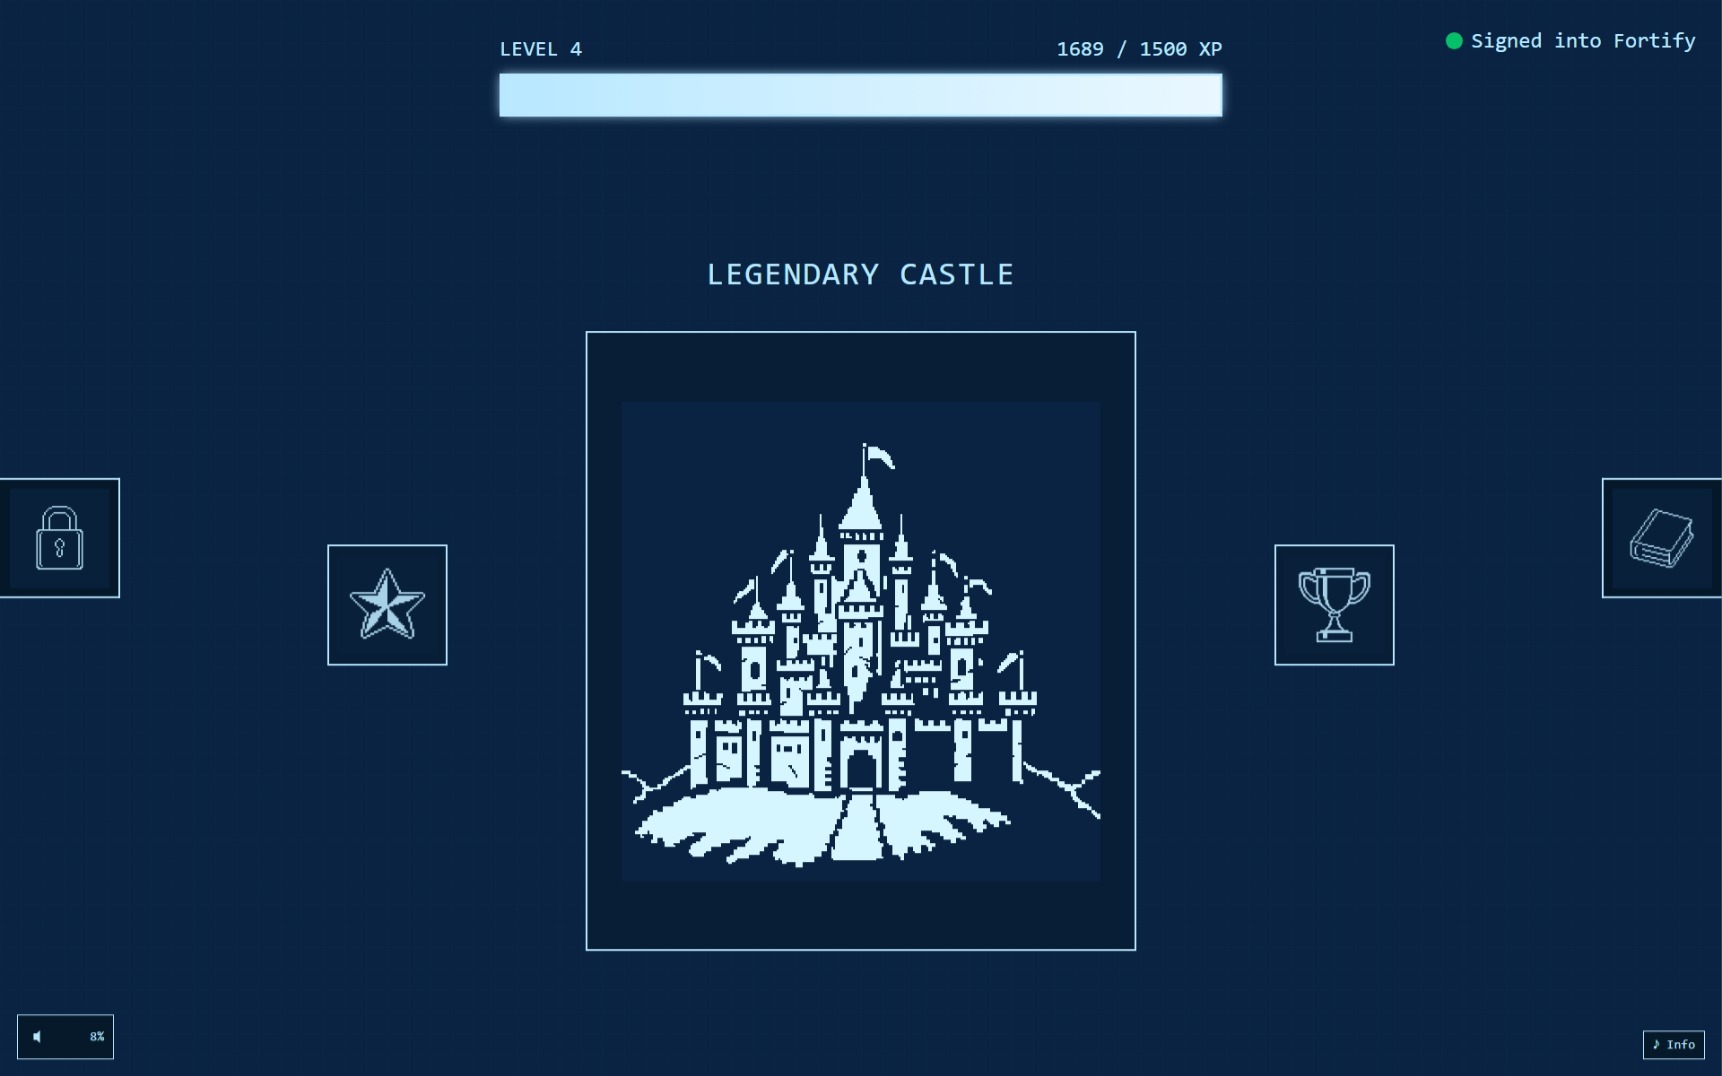 LEVEL 4
1689 / 1500 XP
Signed into Fortify
LEGENDARY CASTLE
8%
♪ Info